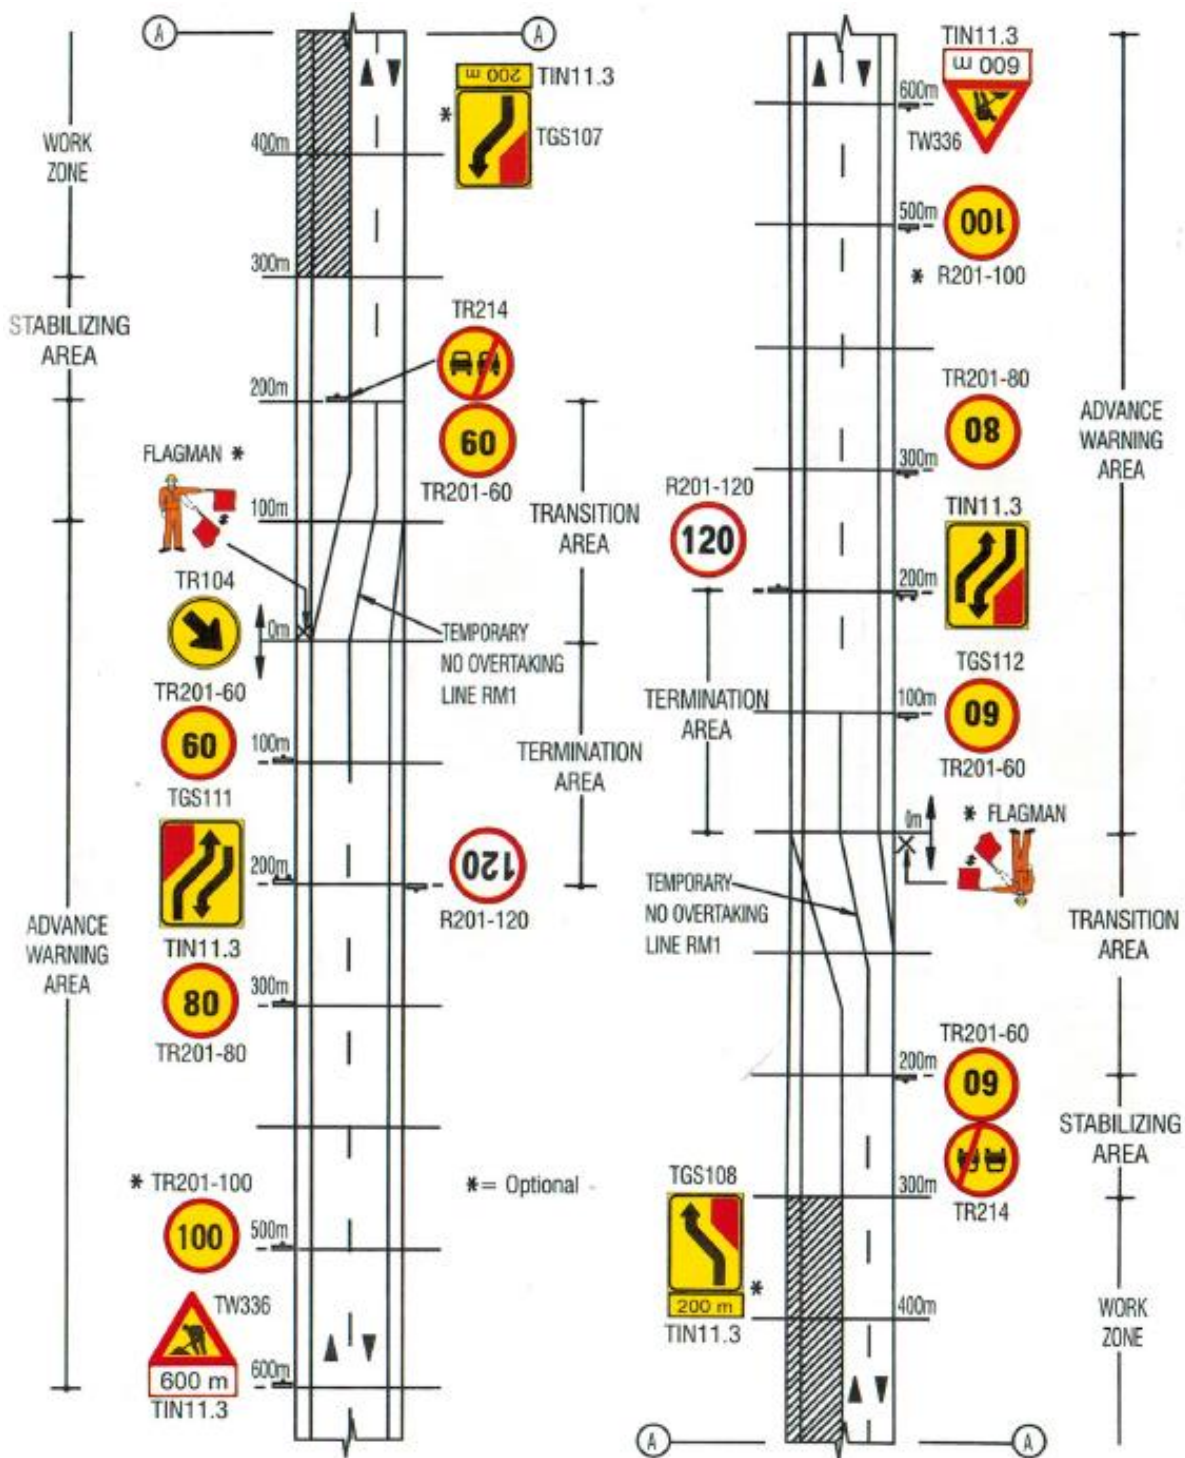 A
A
200 m
TIN11.3
*
TGS107
WORK
ZONE
400m
300m
STABILIZING
AREA
TR214
200m
60
TR201-60
FLAGMAN *
100m
TRANSITION
AREA
TR104
0m
TEMPORARY
NO OVERTAKING
LINE RM1
TR201-60
60
100m
TERMINATION
AREA
TGS111
200m
120
R201-120
TIN11.3
ADVANCE
WARNING
AREA
80
300m
TR201-80
* TR201-100
*= Optional
100
500m
TW336
600 m
600m
TIN11.3
TIN11.3
600 m
600m
TW336
500m
100
* R201-100
TR201-80
80
ADVANCE
WARNING
AREA
300m
R201-120
120
TIN11.3
200m
TGS112
TERMINATION
AREA
100m
60
TR201-60
0m
* FLAGMAN
TEMPORARY
NO OVERTAKING
LINE RM1
TRANSITION
AREA
TR201-60
200m
60
STABILIZING
AREA
TGS108
300m
TR214
200 m
*
TIN11.3
400m
WORK
ZONE
A
A